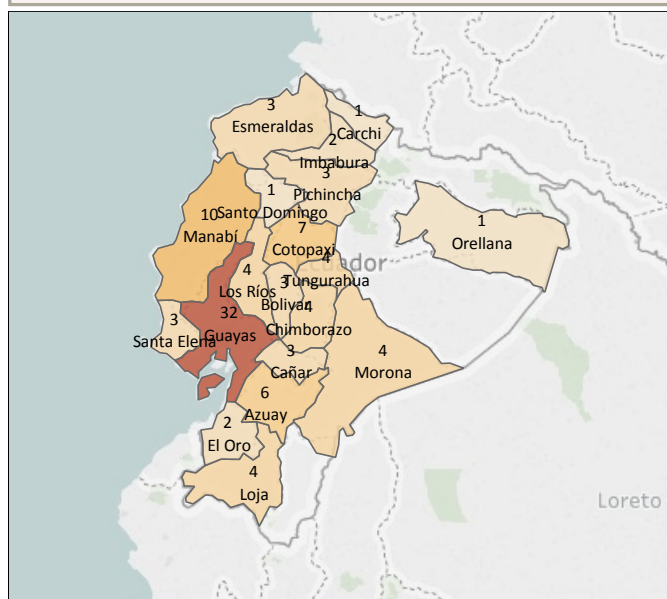 3
Esmeraldas
1
Carchi
2
Imbabura
3
Pichincha
1
Santo Domingo
10
Manabí
7
Cotopaxi
1
Orellana
4
Tungurahua
4
Los Ríos
3
Bolivar
4
Chimborazo
32
Guayas
3
Santa Elena
3
Cañar
4
Morona
6
Azuay
2
El Oro
4
Loja
Loreto